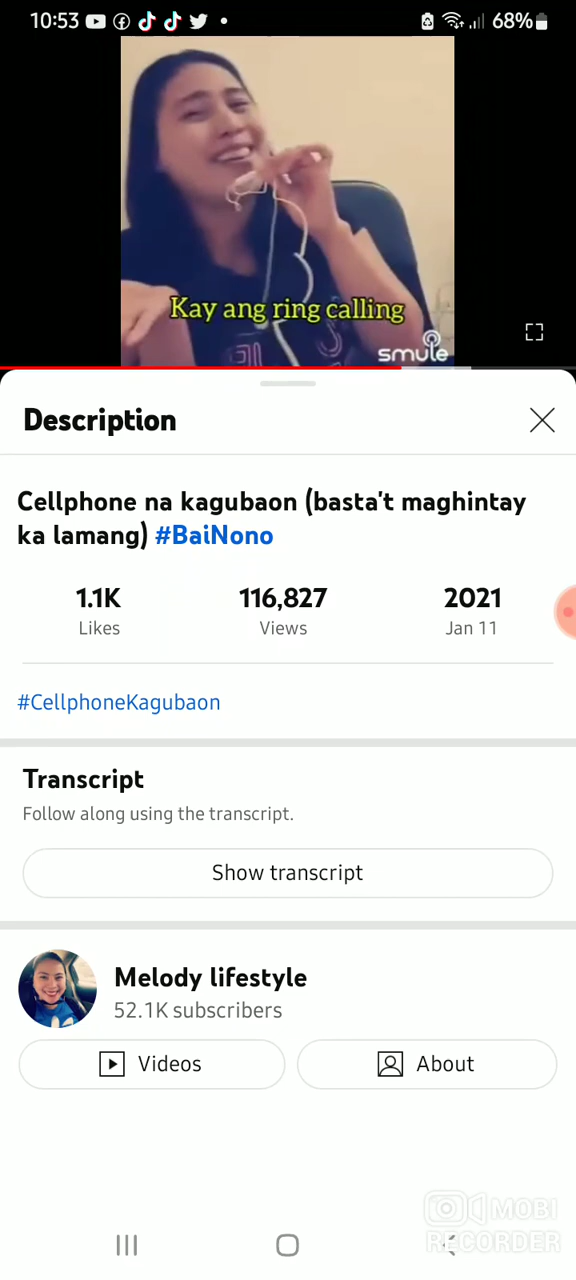 10:53 68%
Kay ang ring calling
smule
Description
Cellphone na kagubaon (basta't maghintay
ka lamang) #BaiNono
1.1K 116,827 2021
Likes Views Jan 11
#CellphoneKagubaon
Transcript
Follow along using the transcript.
Show transcript
Melody lifestyle
52.1K subscribers
Videos About
MOBI
RECORDER